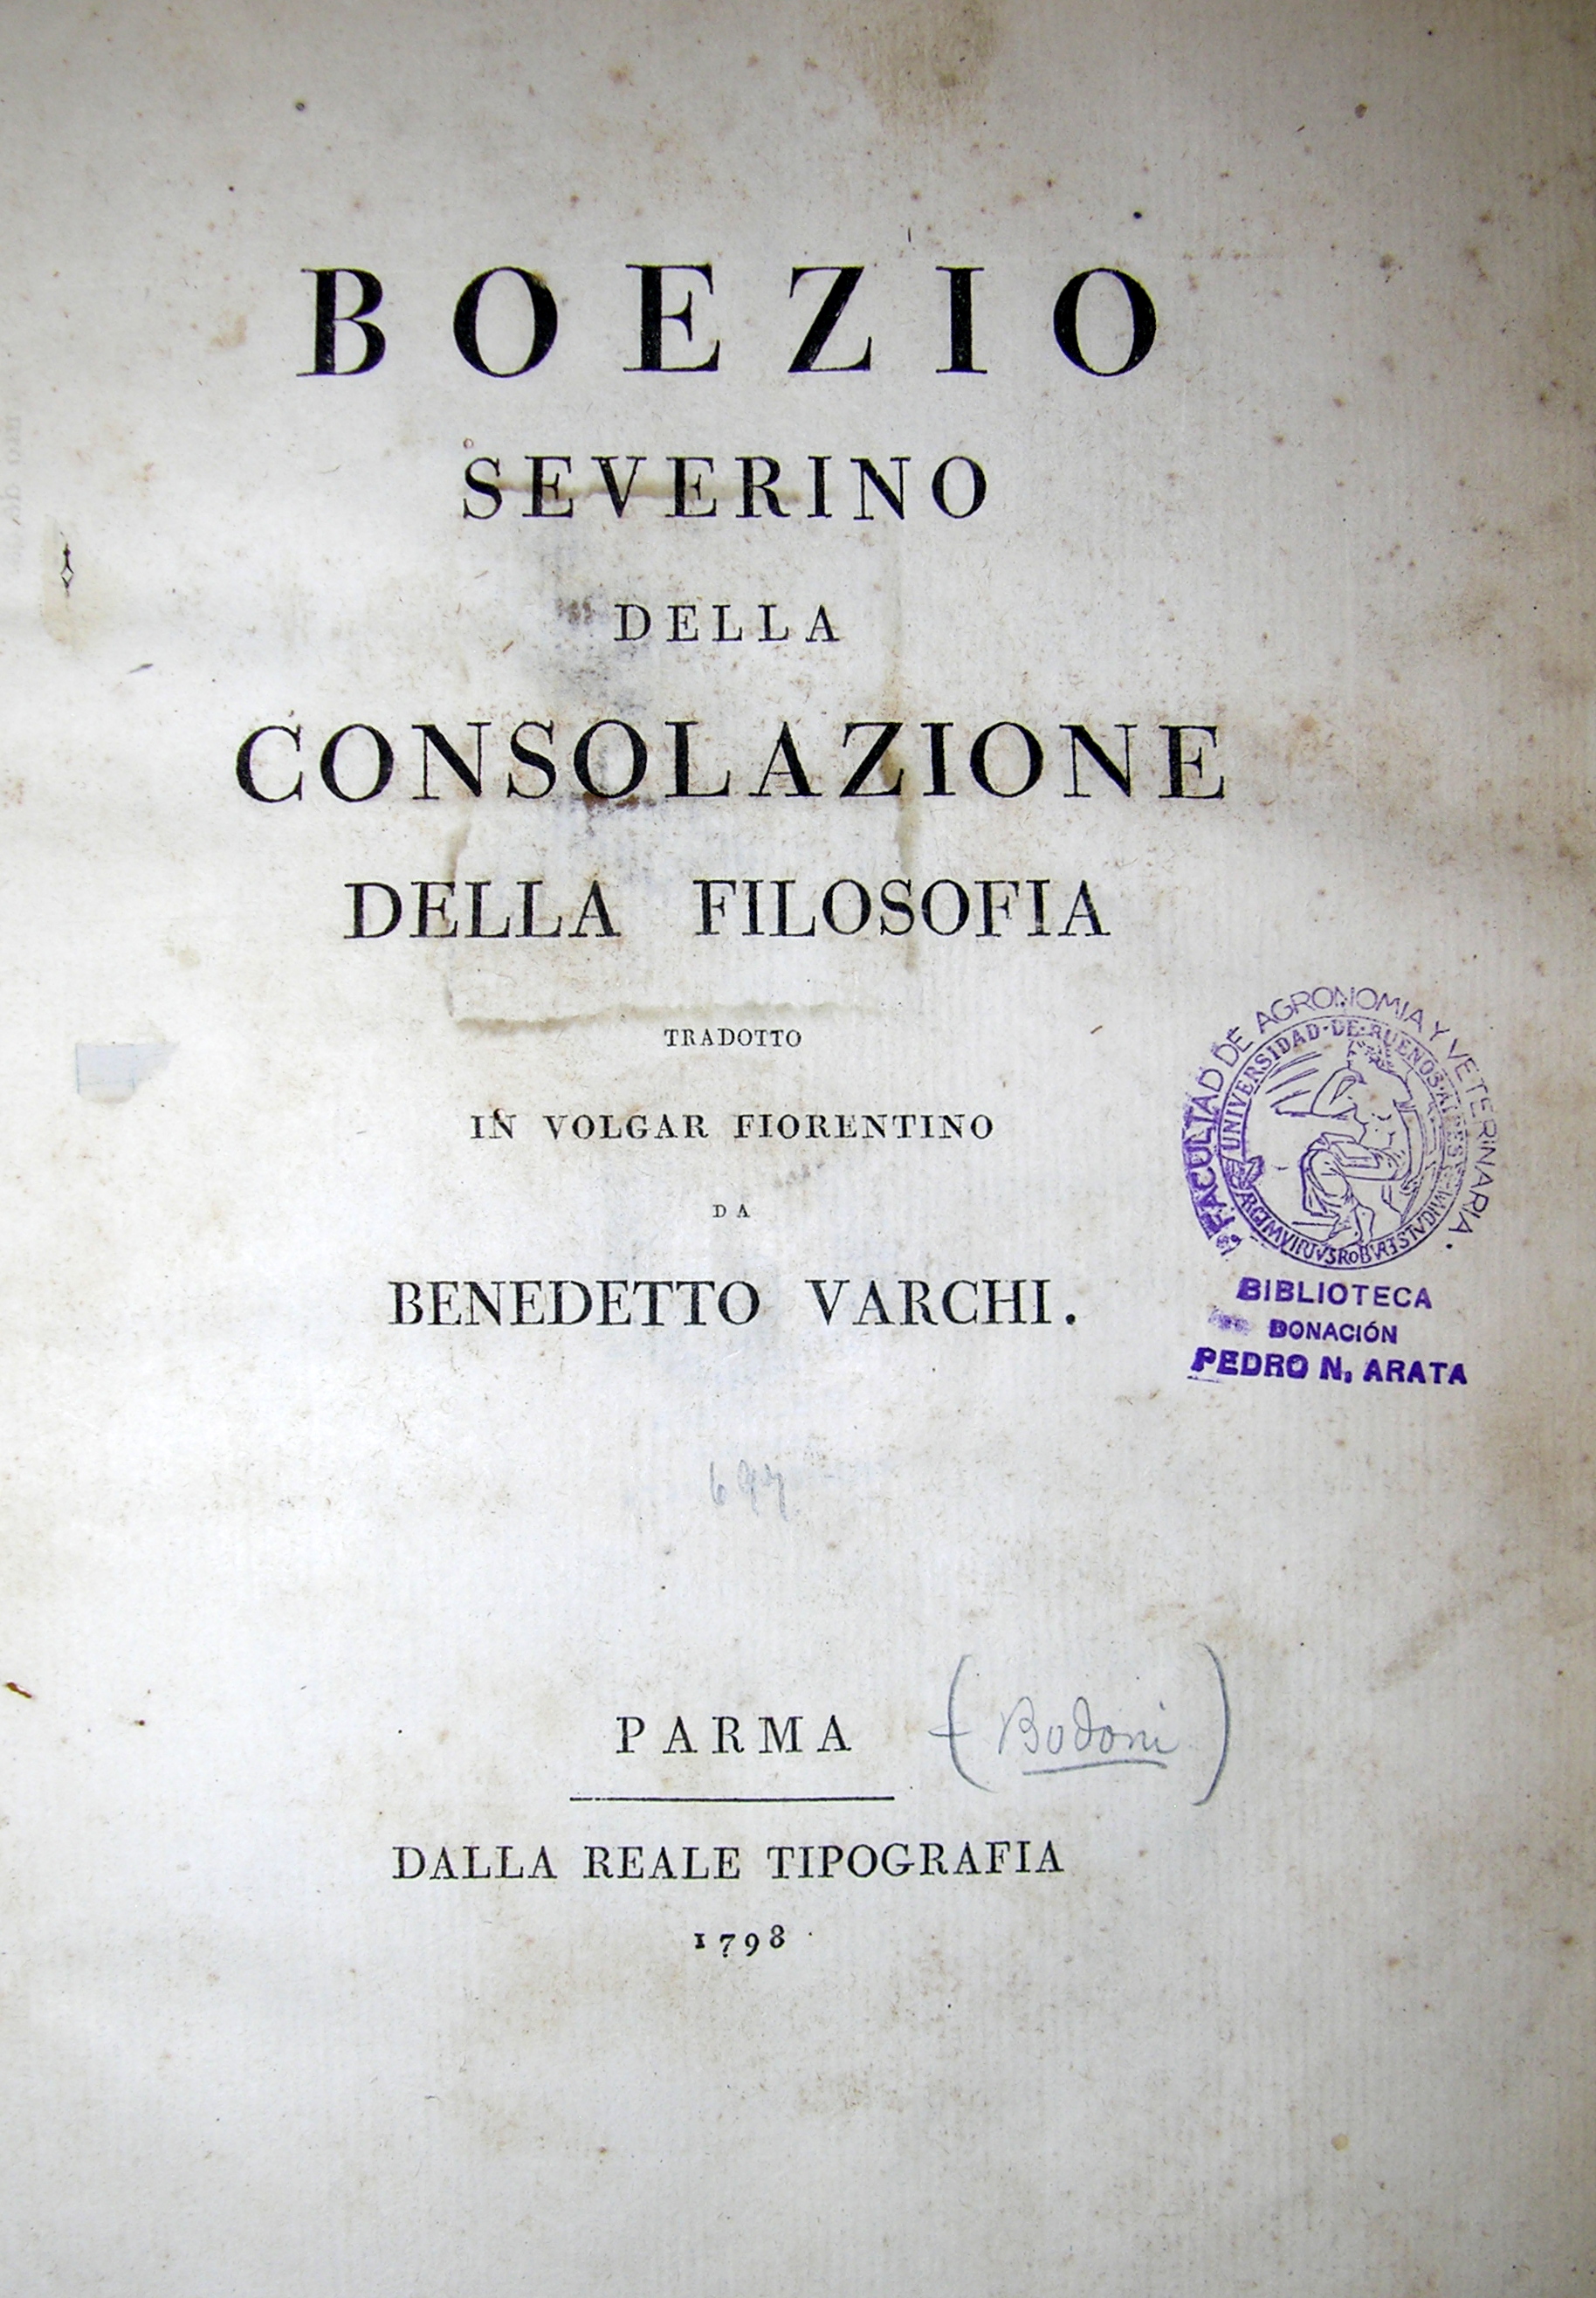 BOEZIO
SEVERINO
DELLA
CONSOLAZIONE
DELLA FILOSOFIA
TRADOTTO
IN VOLGAR FIORENTINO
DA
BENEDETTO VARCHI.
FACULTAD DE AGRONOMIA Y VETERINARIA.
UNIVERSIDAD·DE·BUENOS·AIRES
BIBLIOTECA
DONACIÓN
PEDRO N. ARATA
697
PARMA
(Bodoni)
DALLA REALE TIPOGRAFIA
1798